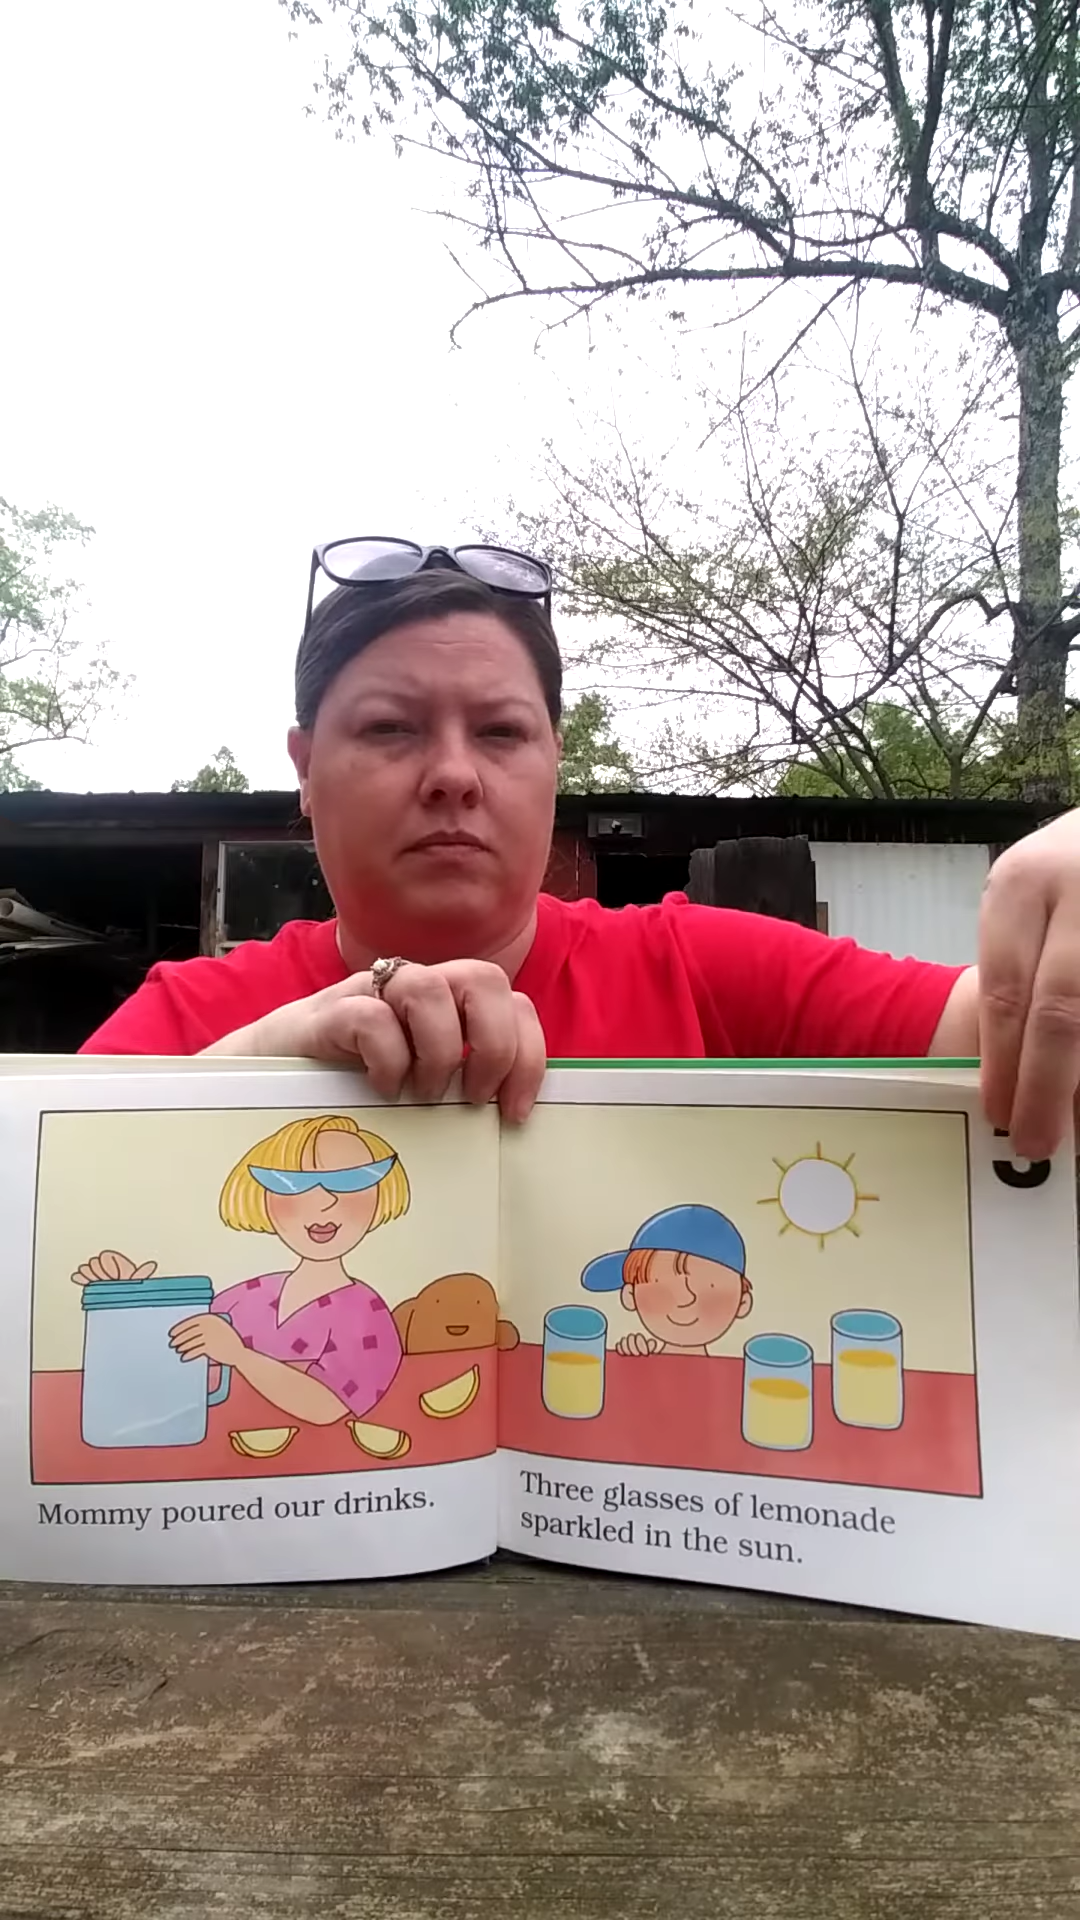 Mommy poured our drinks.
Three glasses of lemonade
sparkled in the sun.